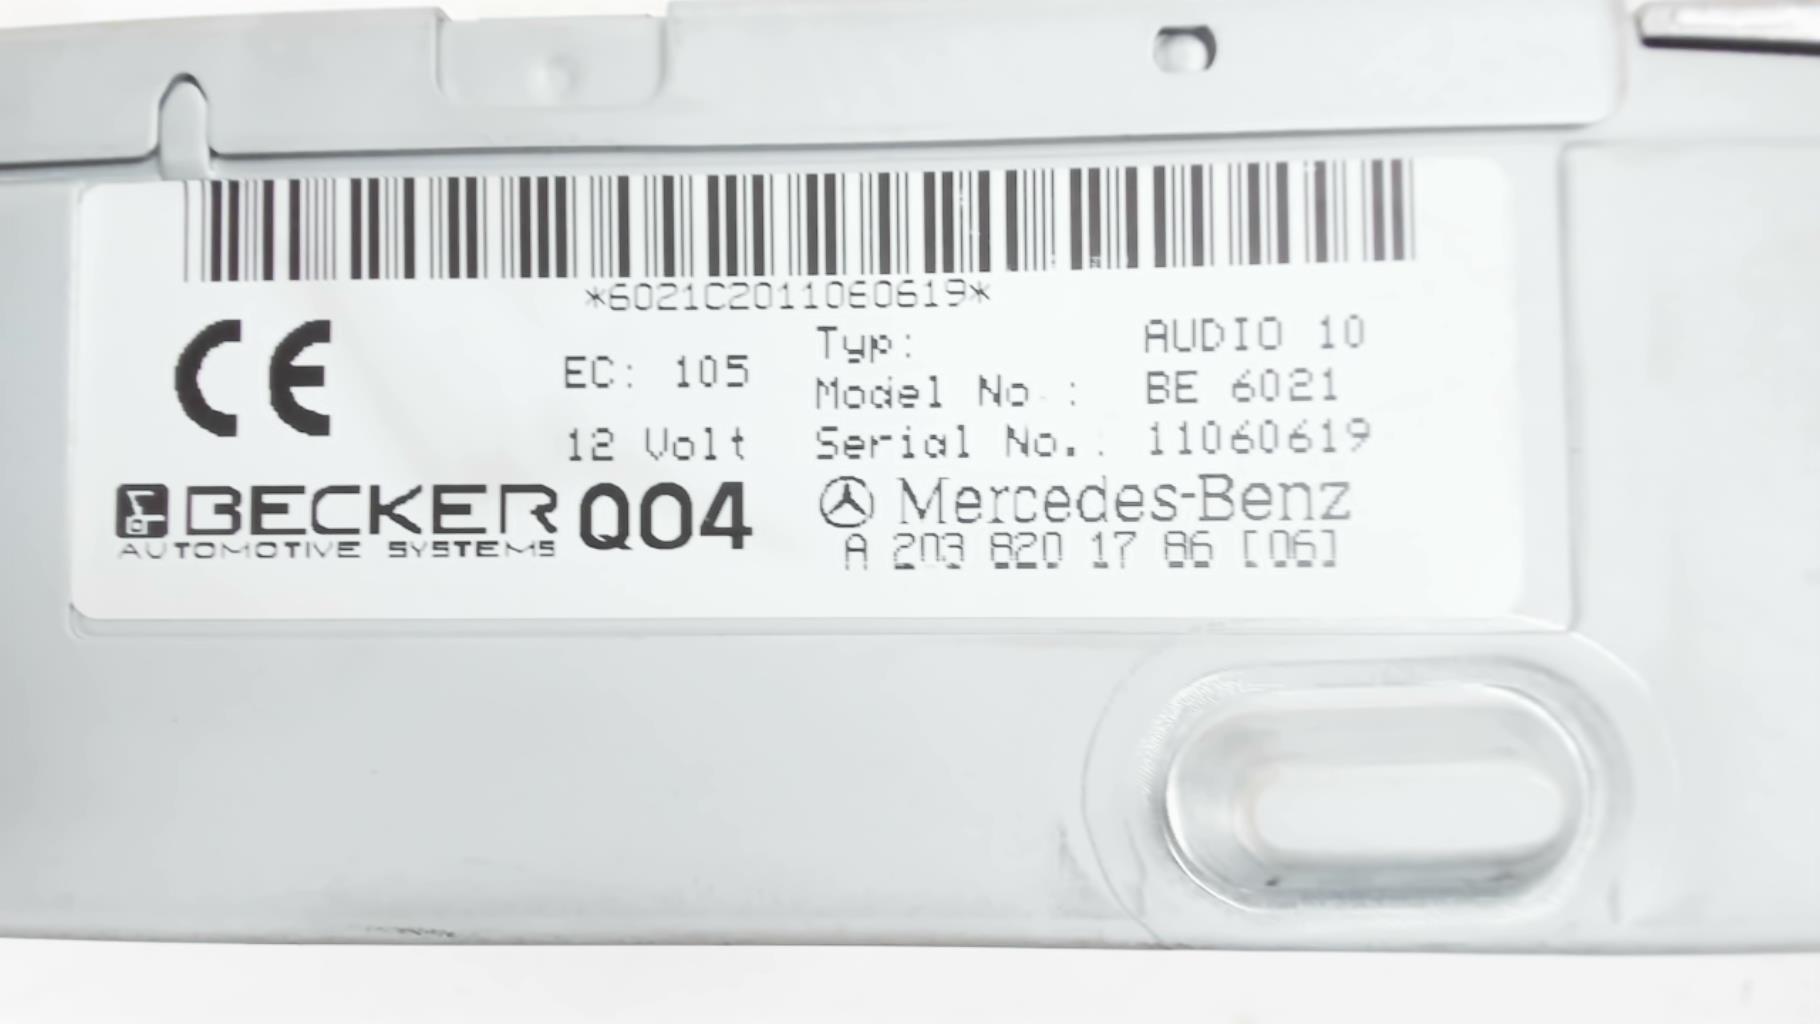 *6021C2011060619*
CE
EC: 105
12 Volt
Typ: AUDIO 10
Model No.: BE 6021
Serial No.: 11060619
BECKER Q04
AUTOMOTIVE SYSTEMS
Mercedes-Benz
A 203 820 17 86 [06]